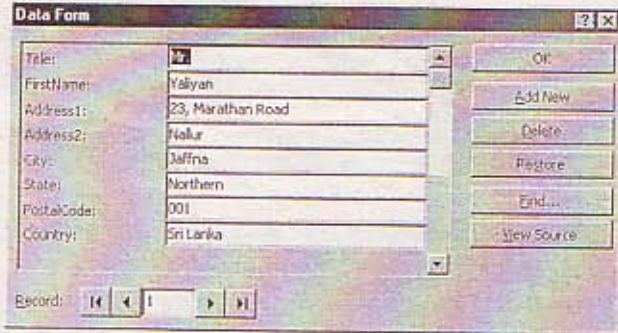 Data Form
Title: Mr.
FirstName: Yaliyan
Address1: 23, Marathan Road
Address2: Nallur
City: Jaffna
State: Northern
PostalCode: 001
Country: Sri Lanka
OK
Add New
Delete
Restore
Find...
View Source
Record: 1